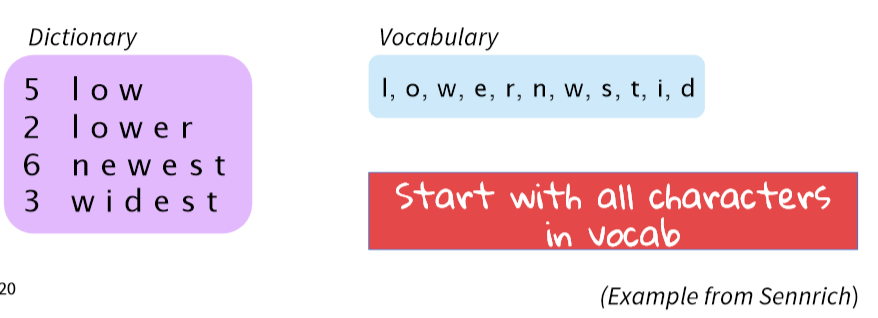 Dictionary
5 l o w
2 l o w e r
6 n e w e s t
3 w i d e s t
Vocabulary
l, o, w, e, r, n, w, s, t, i, d
Start with all characters
in vocab
20
(Example from Sennrich)